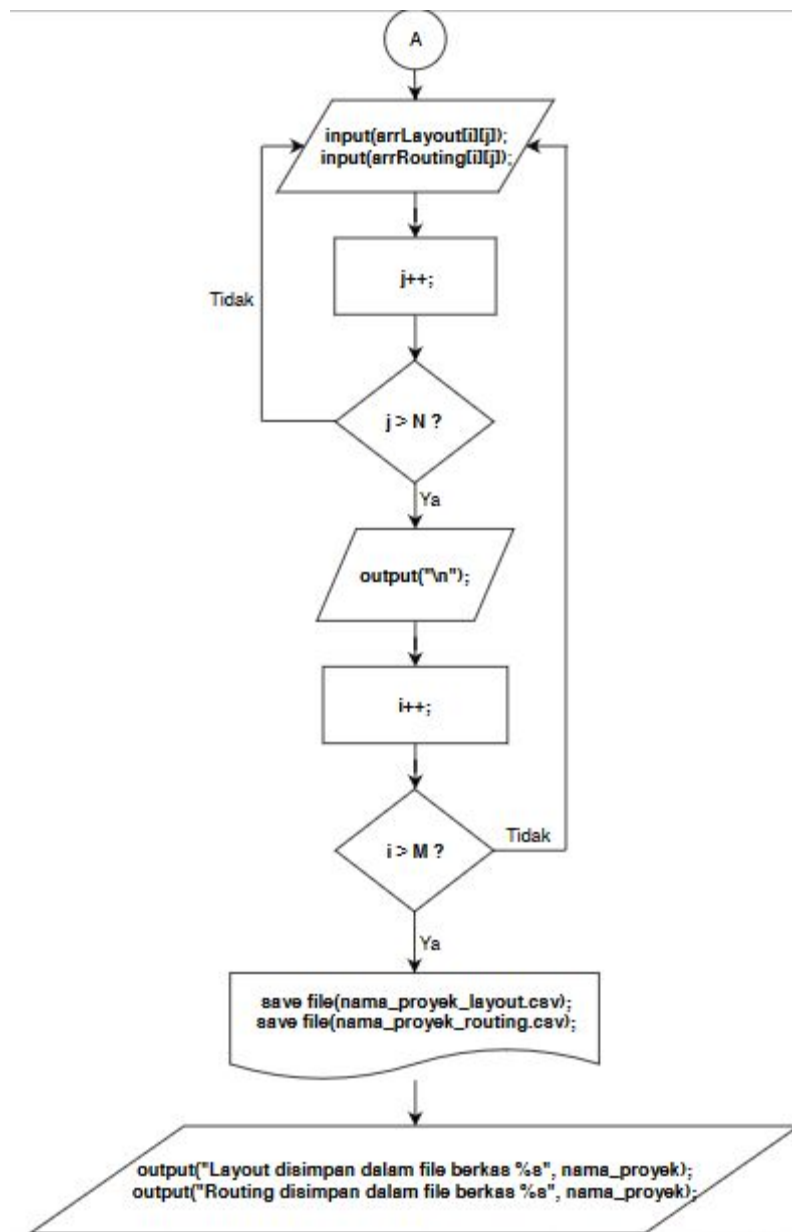 A
input(arrLayout[i][j]);
input(arrRouting[i][j]);
j++;
Tidak
j > N ?
Ya
output("\n");
i++;
i > M ?
Tidak
Ya
save file(nama_proyek_layout.csv);
save file(nama_proyek_routing.csv);
output("Layout disimpan dalam file berkas %s", nama_proyek);
output("Routing disimpan dalam file berkas %s", nama_proyek);